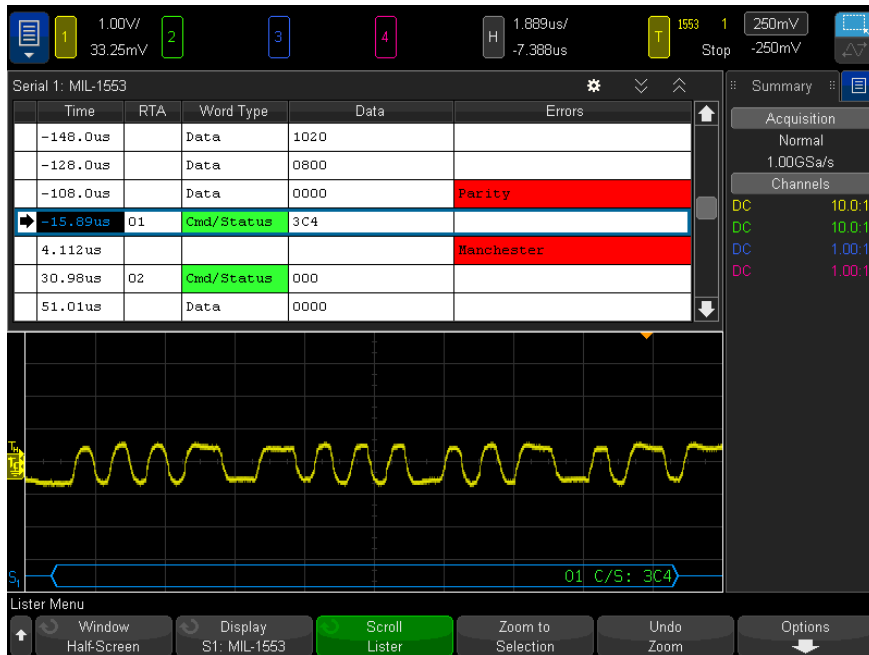 1 1.00V/ 33.25mV 2 3 4 H 1.889us/ -7.388us T 1553 1 Stop 250mV -250mV
Serial 1: MIL-1553
Summary
Time RTA Word Type Data Errors
-148.0us Data 1020
-128.0us Data 0800
-108.0us Data 0000 Parity
-15.89us 01 Cmd/Status 3C4
4.112us Manchester
30.98us 02 Cmd/Status 000
51.01us Data 0000
Acquisition
Normal
1.00GSa/s
Channels
DC 10.0:1
DC 10.0:1
DC 1.00:1
DC 1.00:1
TH
S1 01 C/S: 3C4
Lister Menu
Window Half-Screen
Display S1: MIL-1553
Scroll Lister
Zoom to Selection
Undo Zoom
Options